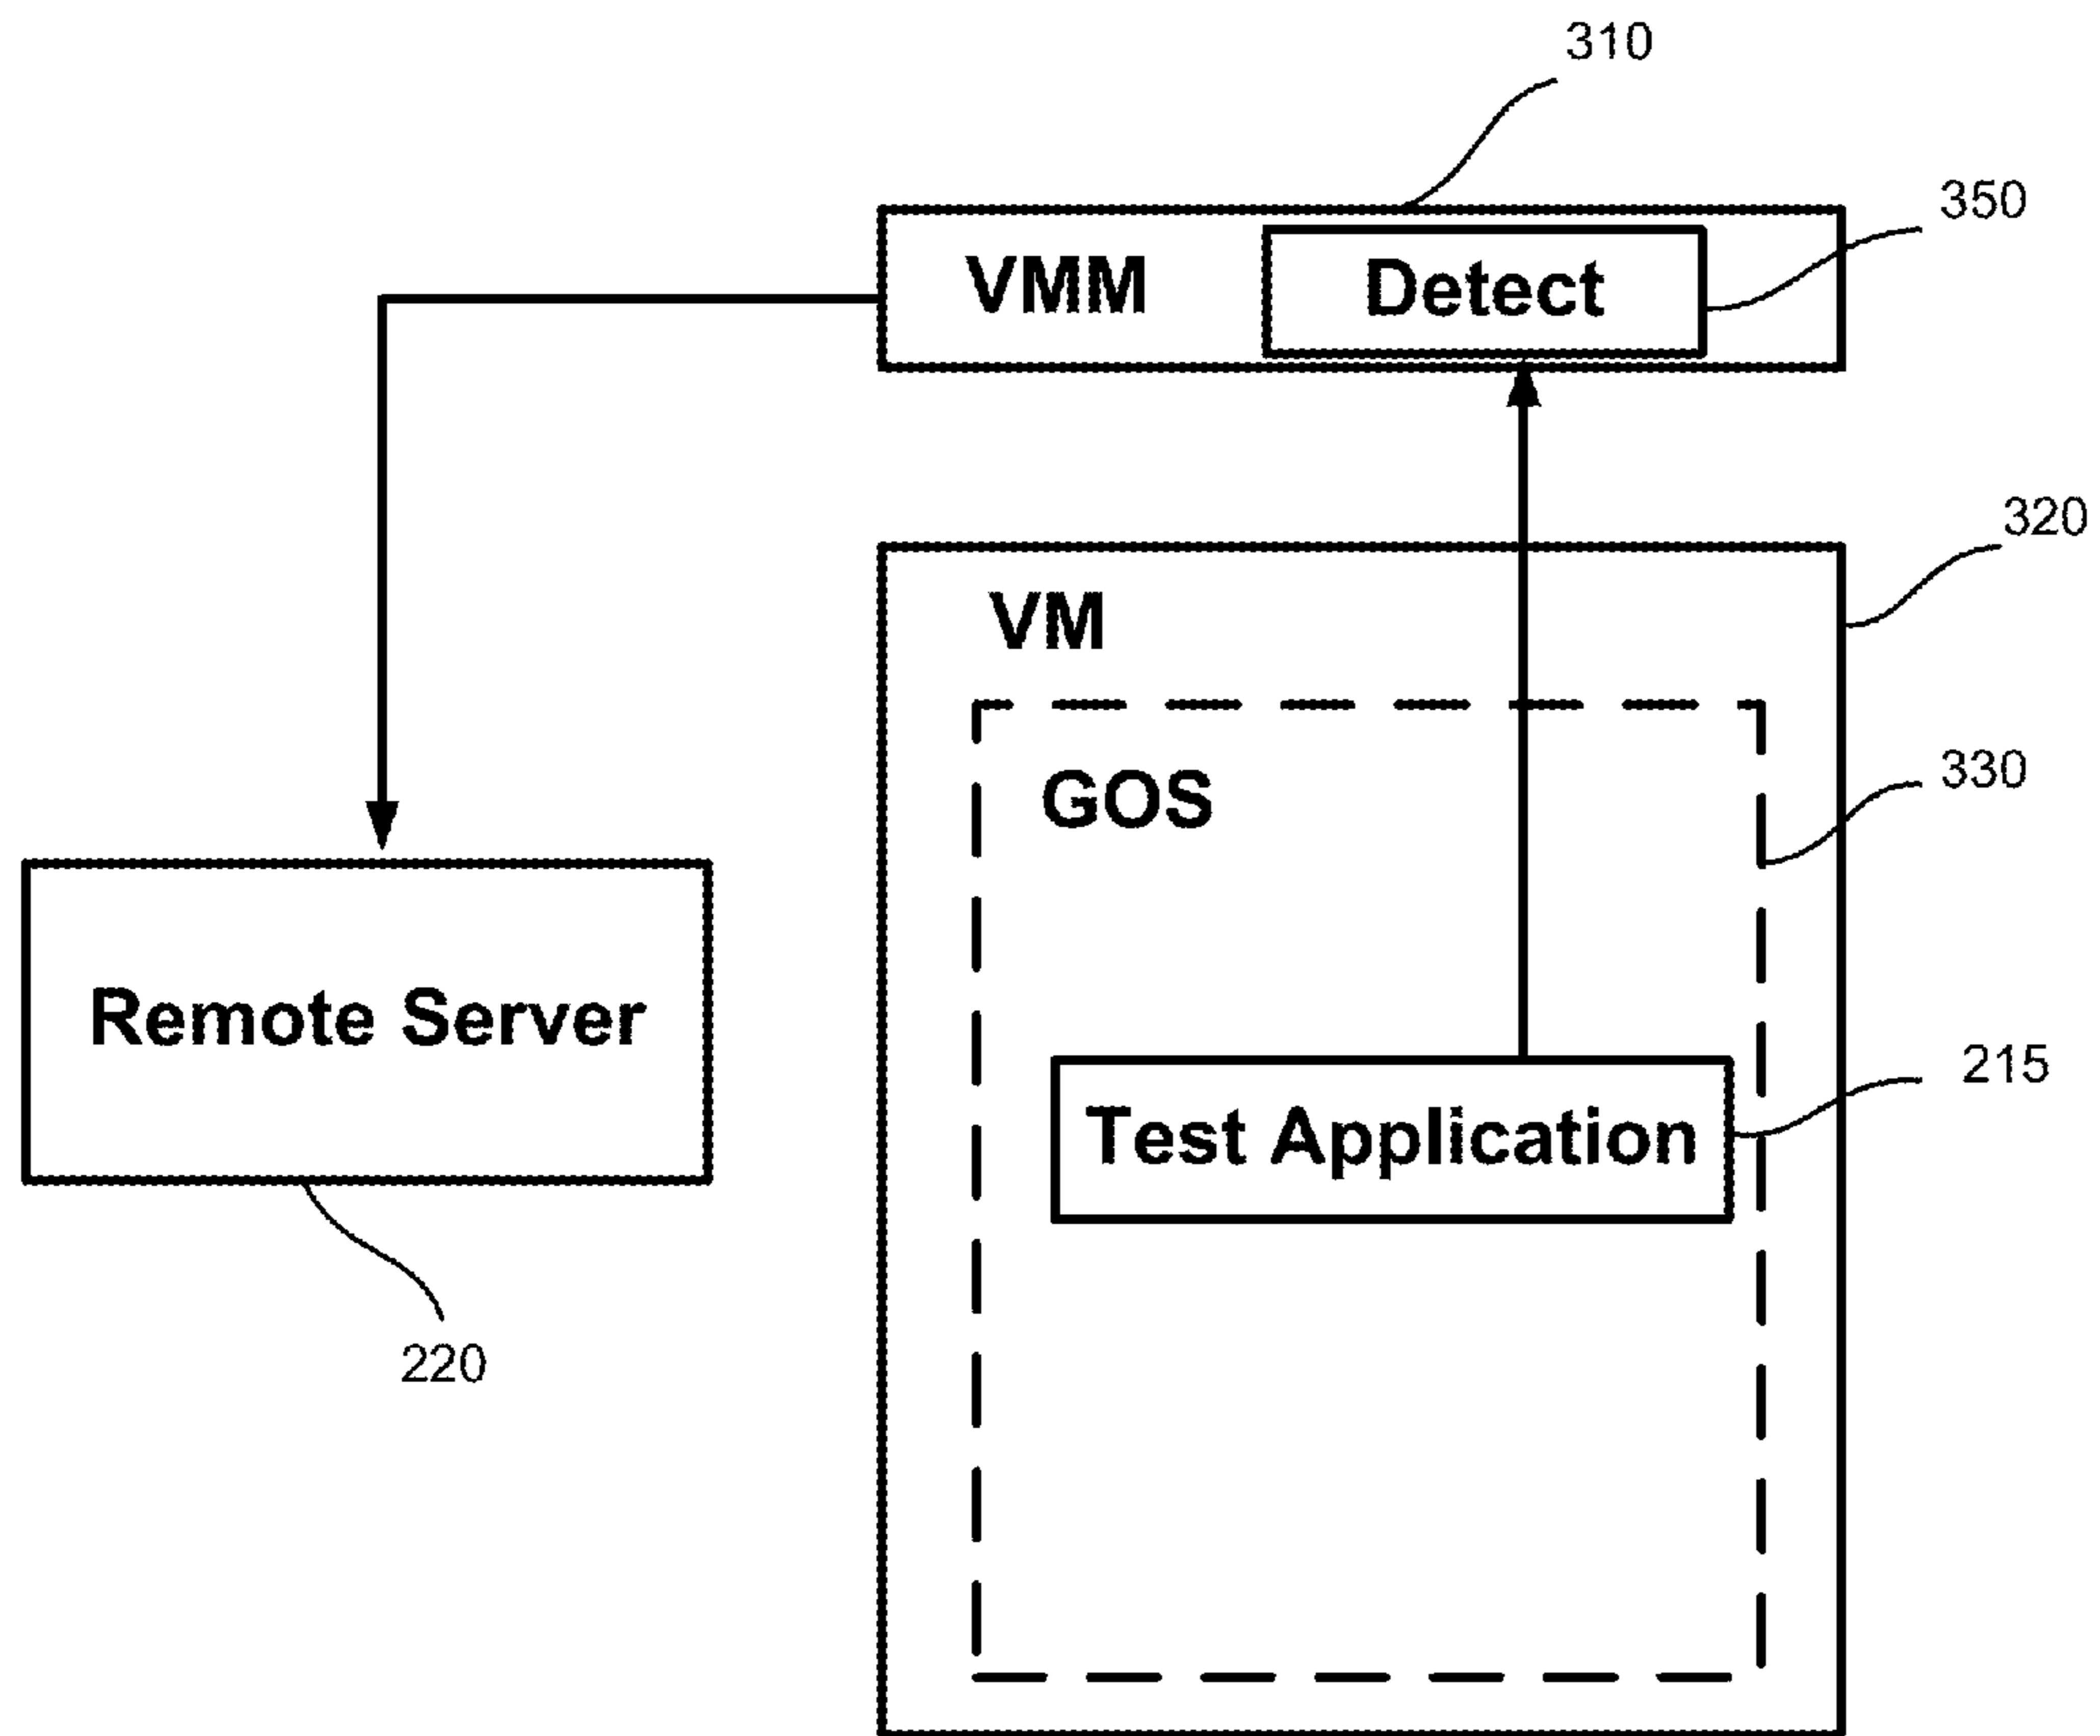 310
350
VMM
Detect
320
VM
330
GOS
Remote Server
215
Test Application
220